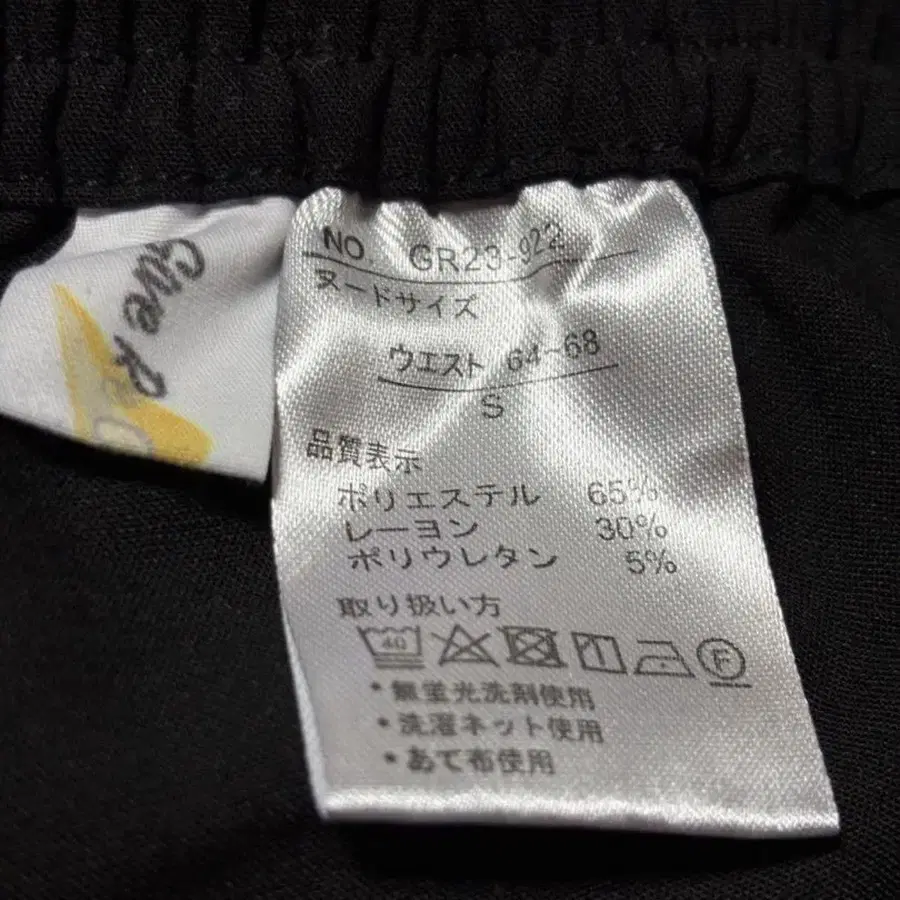 Give
NO. GR23-922
ヌードサイズ
ウエスト 64~68
S
品質表示
ポリエステル 65%
レーヨン 30%
ポリウレタン 5%
取り扱い方
40
F
・無蛍光洗剤使用
・洗濯ネット使用
・あて布使用